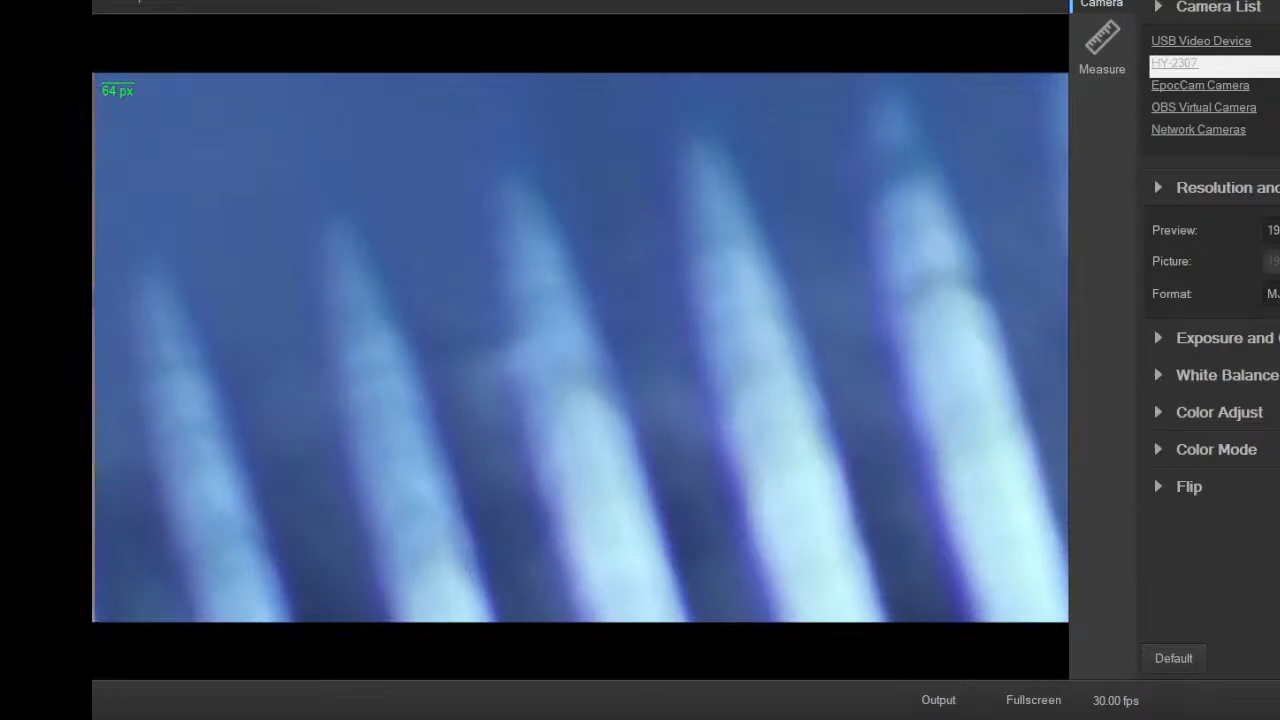 Camera
Camera List
USB Video Device
HY-2307
EpocCam Camera
OBS Virtual Camera
Network Cameras
Measure
64 px
Resolution and
Preview:
19
Picture:
Format:
Exposure and
White Balance
Color Adjust
Color Mode
Flip
Default
Output
Fullscreen
30.00 fps